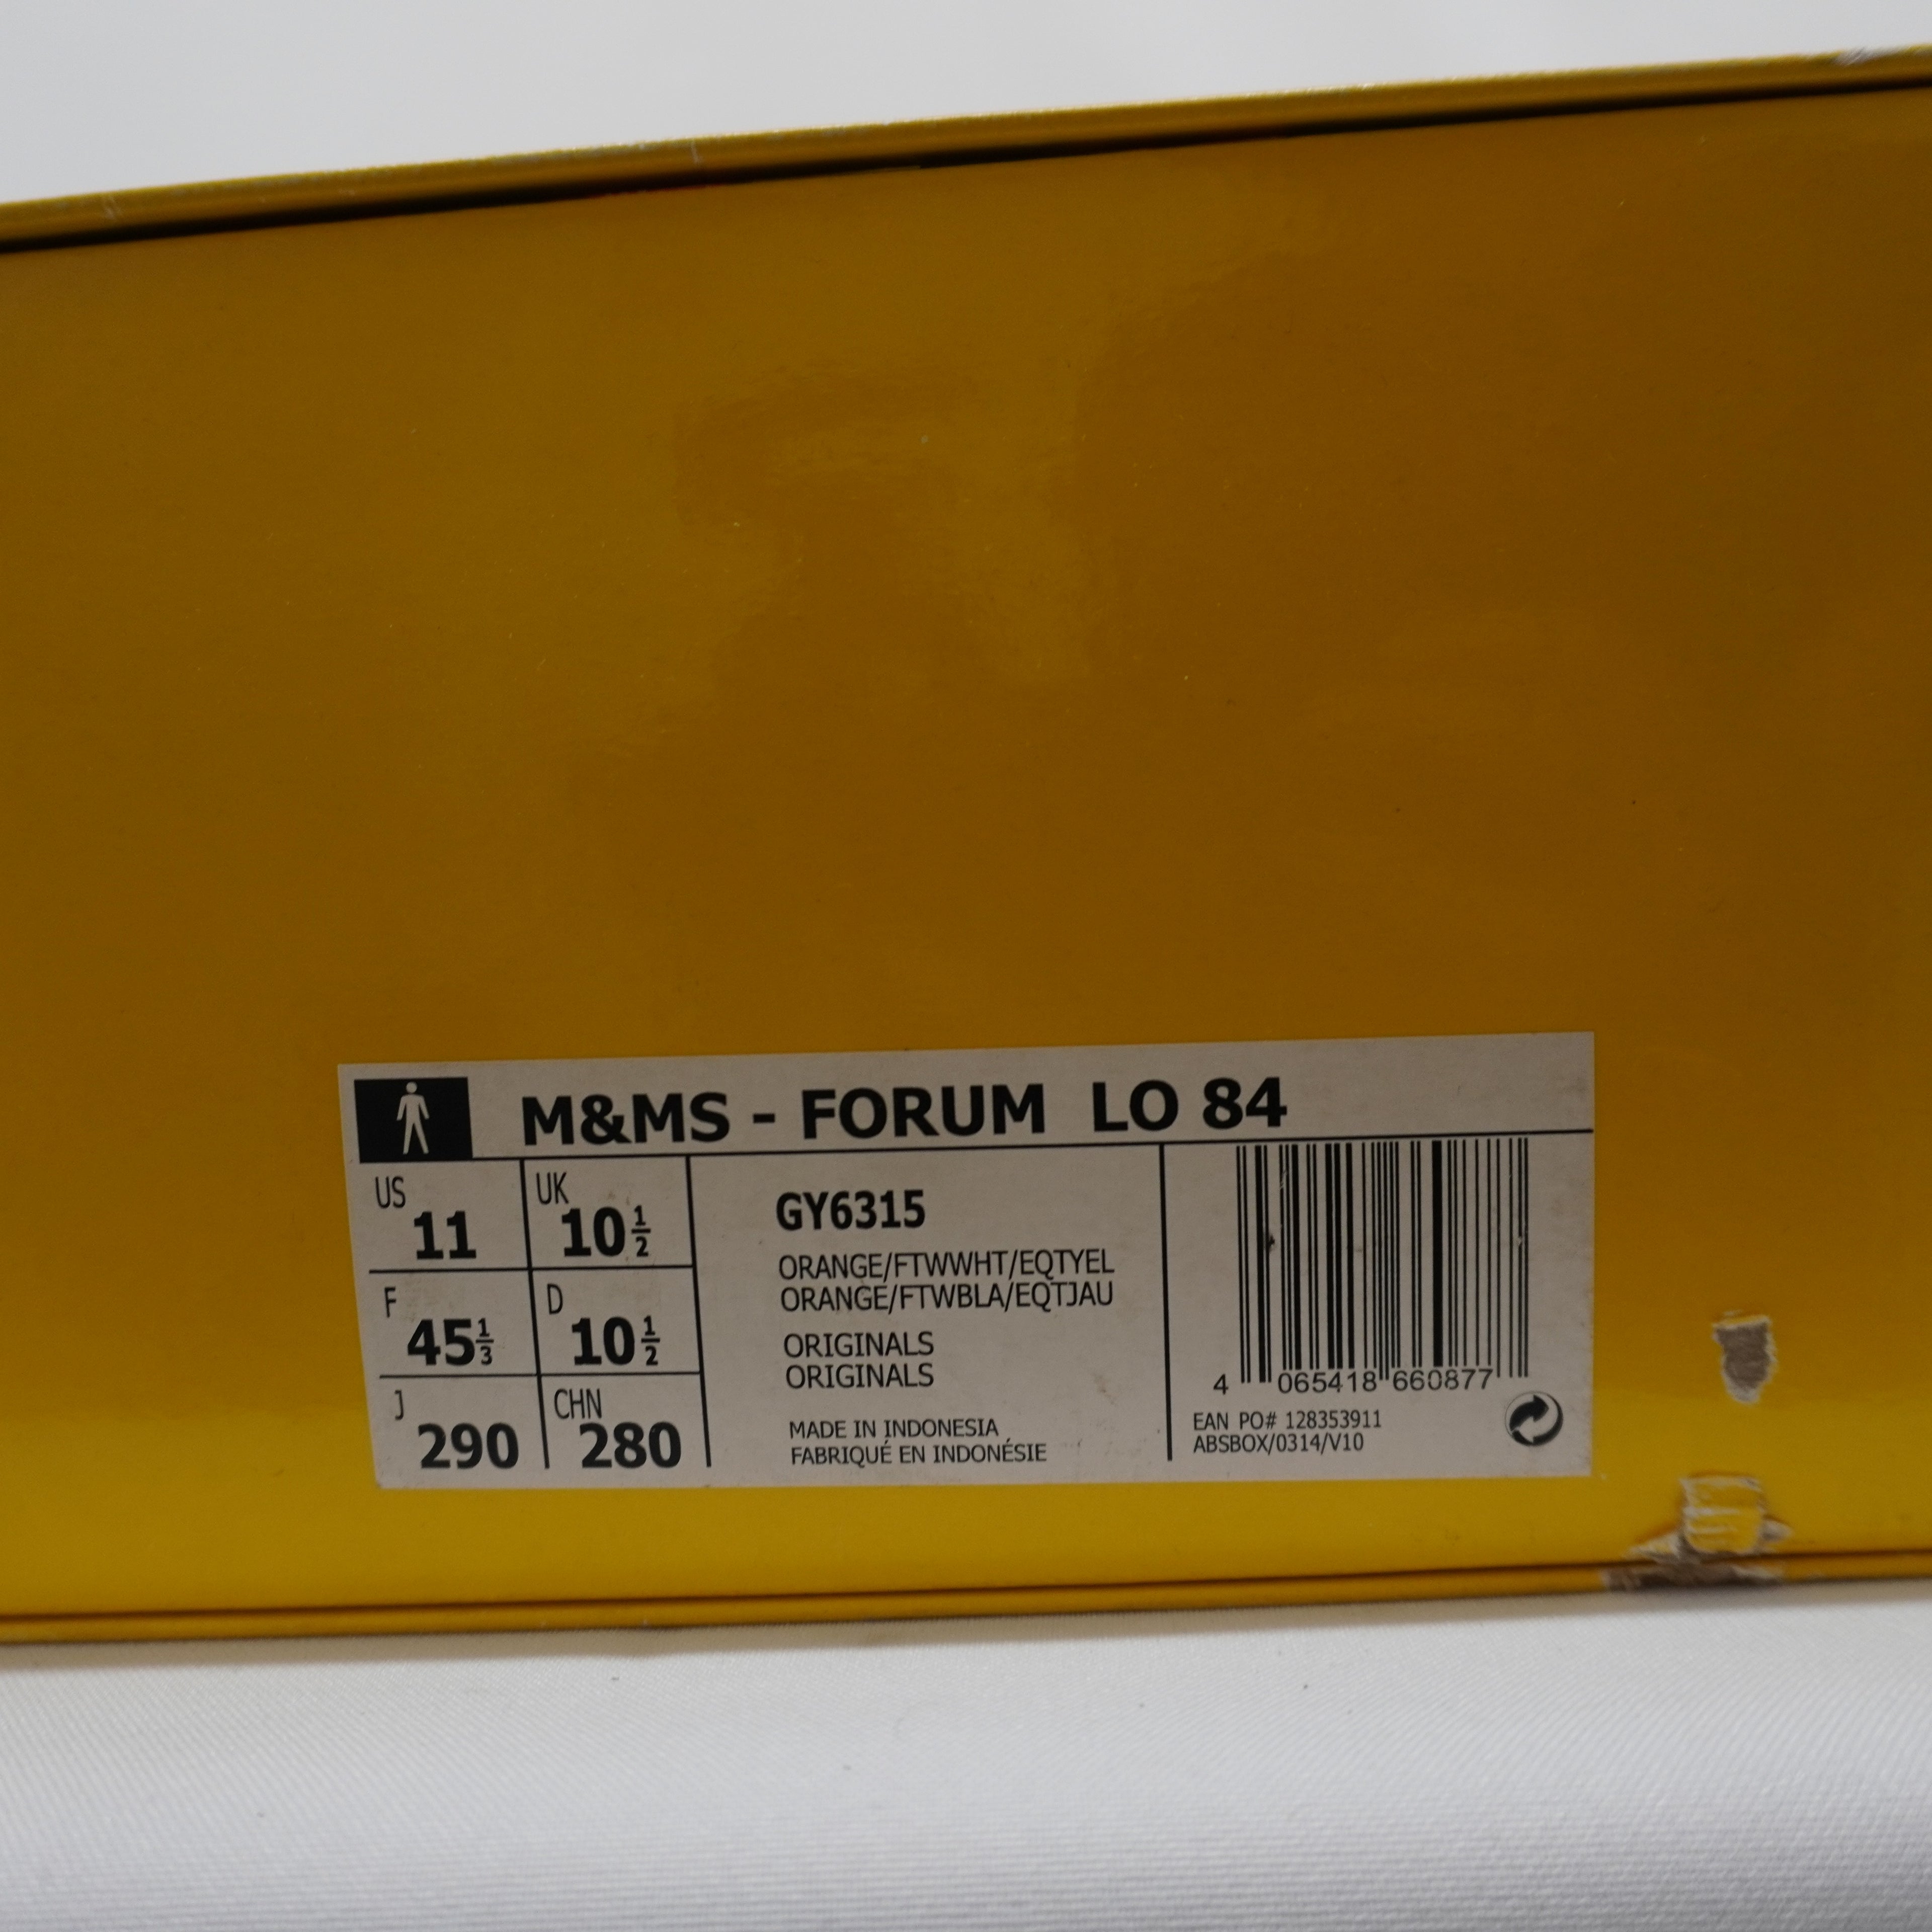 M&MS - FORUM LO 84
US 11 UK 10 1/2
F 45 1/3 D 10 1/2
J 290 CHN 280
GY6315
ORANGE/FTWWHT/EQTYEL
ORANGE/FTWBLA/EQTJAU
ORIGINALS
ORIGINALS
MADE IN INDONESIA
FABRIQUÉ EN INDONÉSIE
4 065418 660877
EAN PO# 128353911
ABSBOX/0314/V10